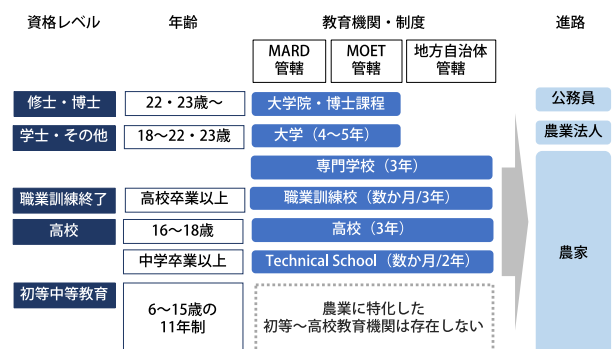 資格レベル 年齢 教育機関・制度 進路
MARD
管轄
MOET
管轄
地方自治体
管轄
修士・博士 22・23歳～ 大学院・博士課程 公務員
学士・その他 18～22・23歳 大学（4～5年） 農業法人
専門学校（3年）
職業訓練終了 高校卒業以上 職業訓練校（数か月/3年）
高校 16～18歳 高校（3年）
農家
中学卒業以上 Technical School（数か月/2年）
初等中等教育
6～15歳の
11年制
農業に特化した
初等～高校教育機関は存在しない